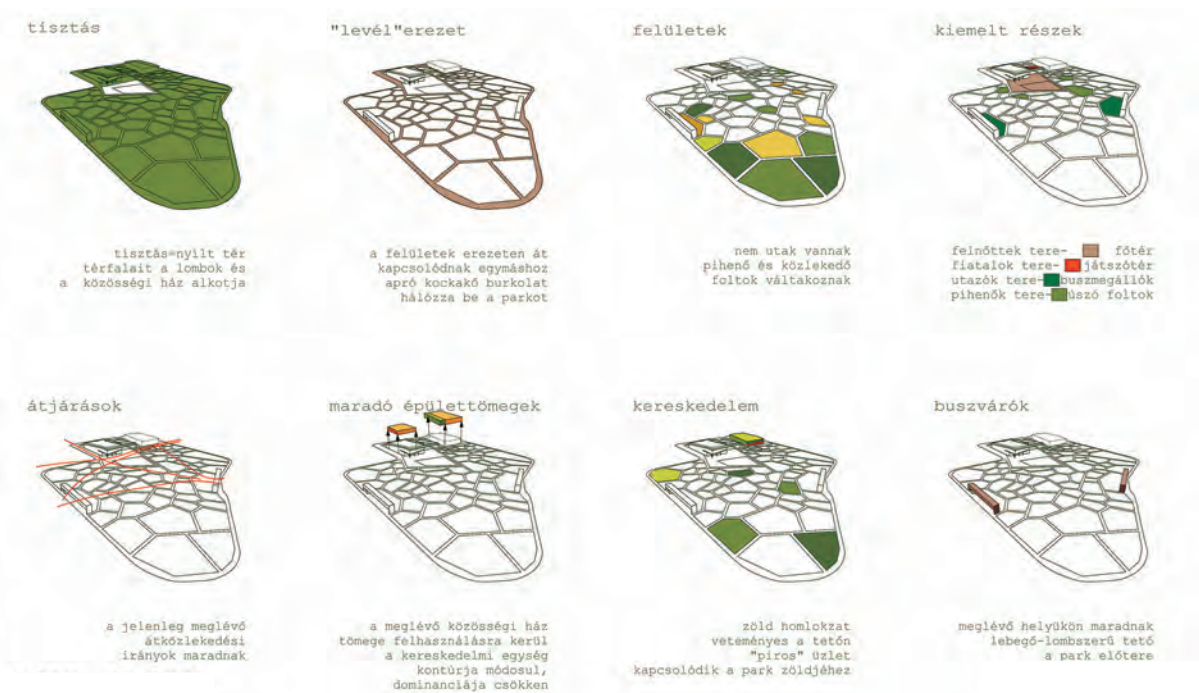 tisztás
"levél"erezet
felületek
kiemelt részek
tisztás=nyílt tér
térfalait a lombok és
a közösségi ház alkotja
a felületek erezeten át
kapcsolódnak egymáshoz
apró kockakő burkolat
hálózza be a parkot
nem utak vannak
pihenő és közlekedő
foltok váltakoznak
felnőttek tere- főtér
fiatalok tere- játszótér
utazók tere- buszmegállók
pihenők tere- úszó foltok
átjárások
maradó épülettömegek
kereskedelem
buszvárók
a jelenleg meglévő
átközlekedési
irányok maradnak
a meglévő közösségi ház
tömege felhasználásra kerül
a kereskedelmi egység
kontúrja módosul,
dominanciája csökken
zöld homlokzat
veteményes a tetőn
"piros" üzlet
kapcsolódik a park zöldjéhez
meglévő helyükön maradnak
lebegő-lombszerű tető
a park előtere